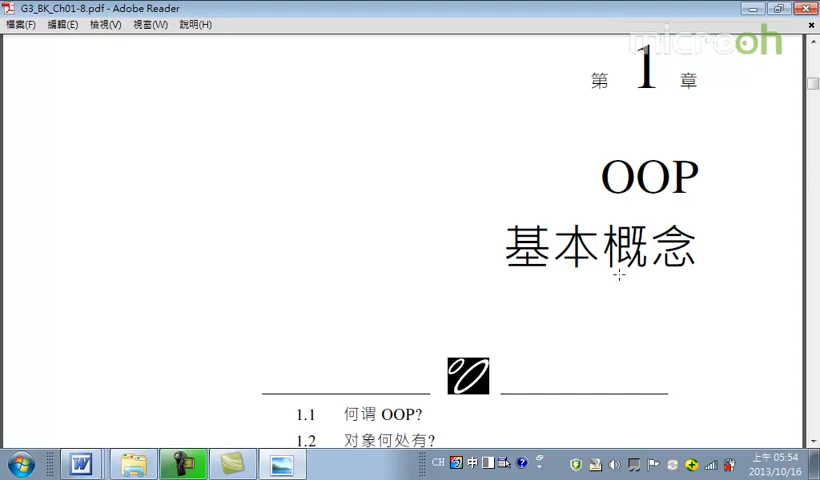 G3_BK_Ch01-8.pdf - Adobe Reader
檔案(F) 編輯(E) 檢視(V) 視窗(W) 說明(H)
microoh
第 1 章
OOP
基本概念
1.1 何谓 OOP?
1.2 对象何处有?
CH 中
上午 05:54
2013/10/16